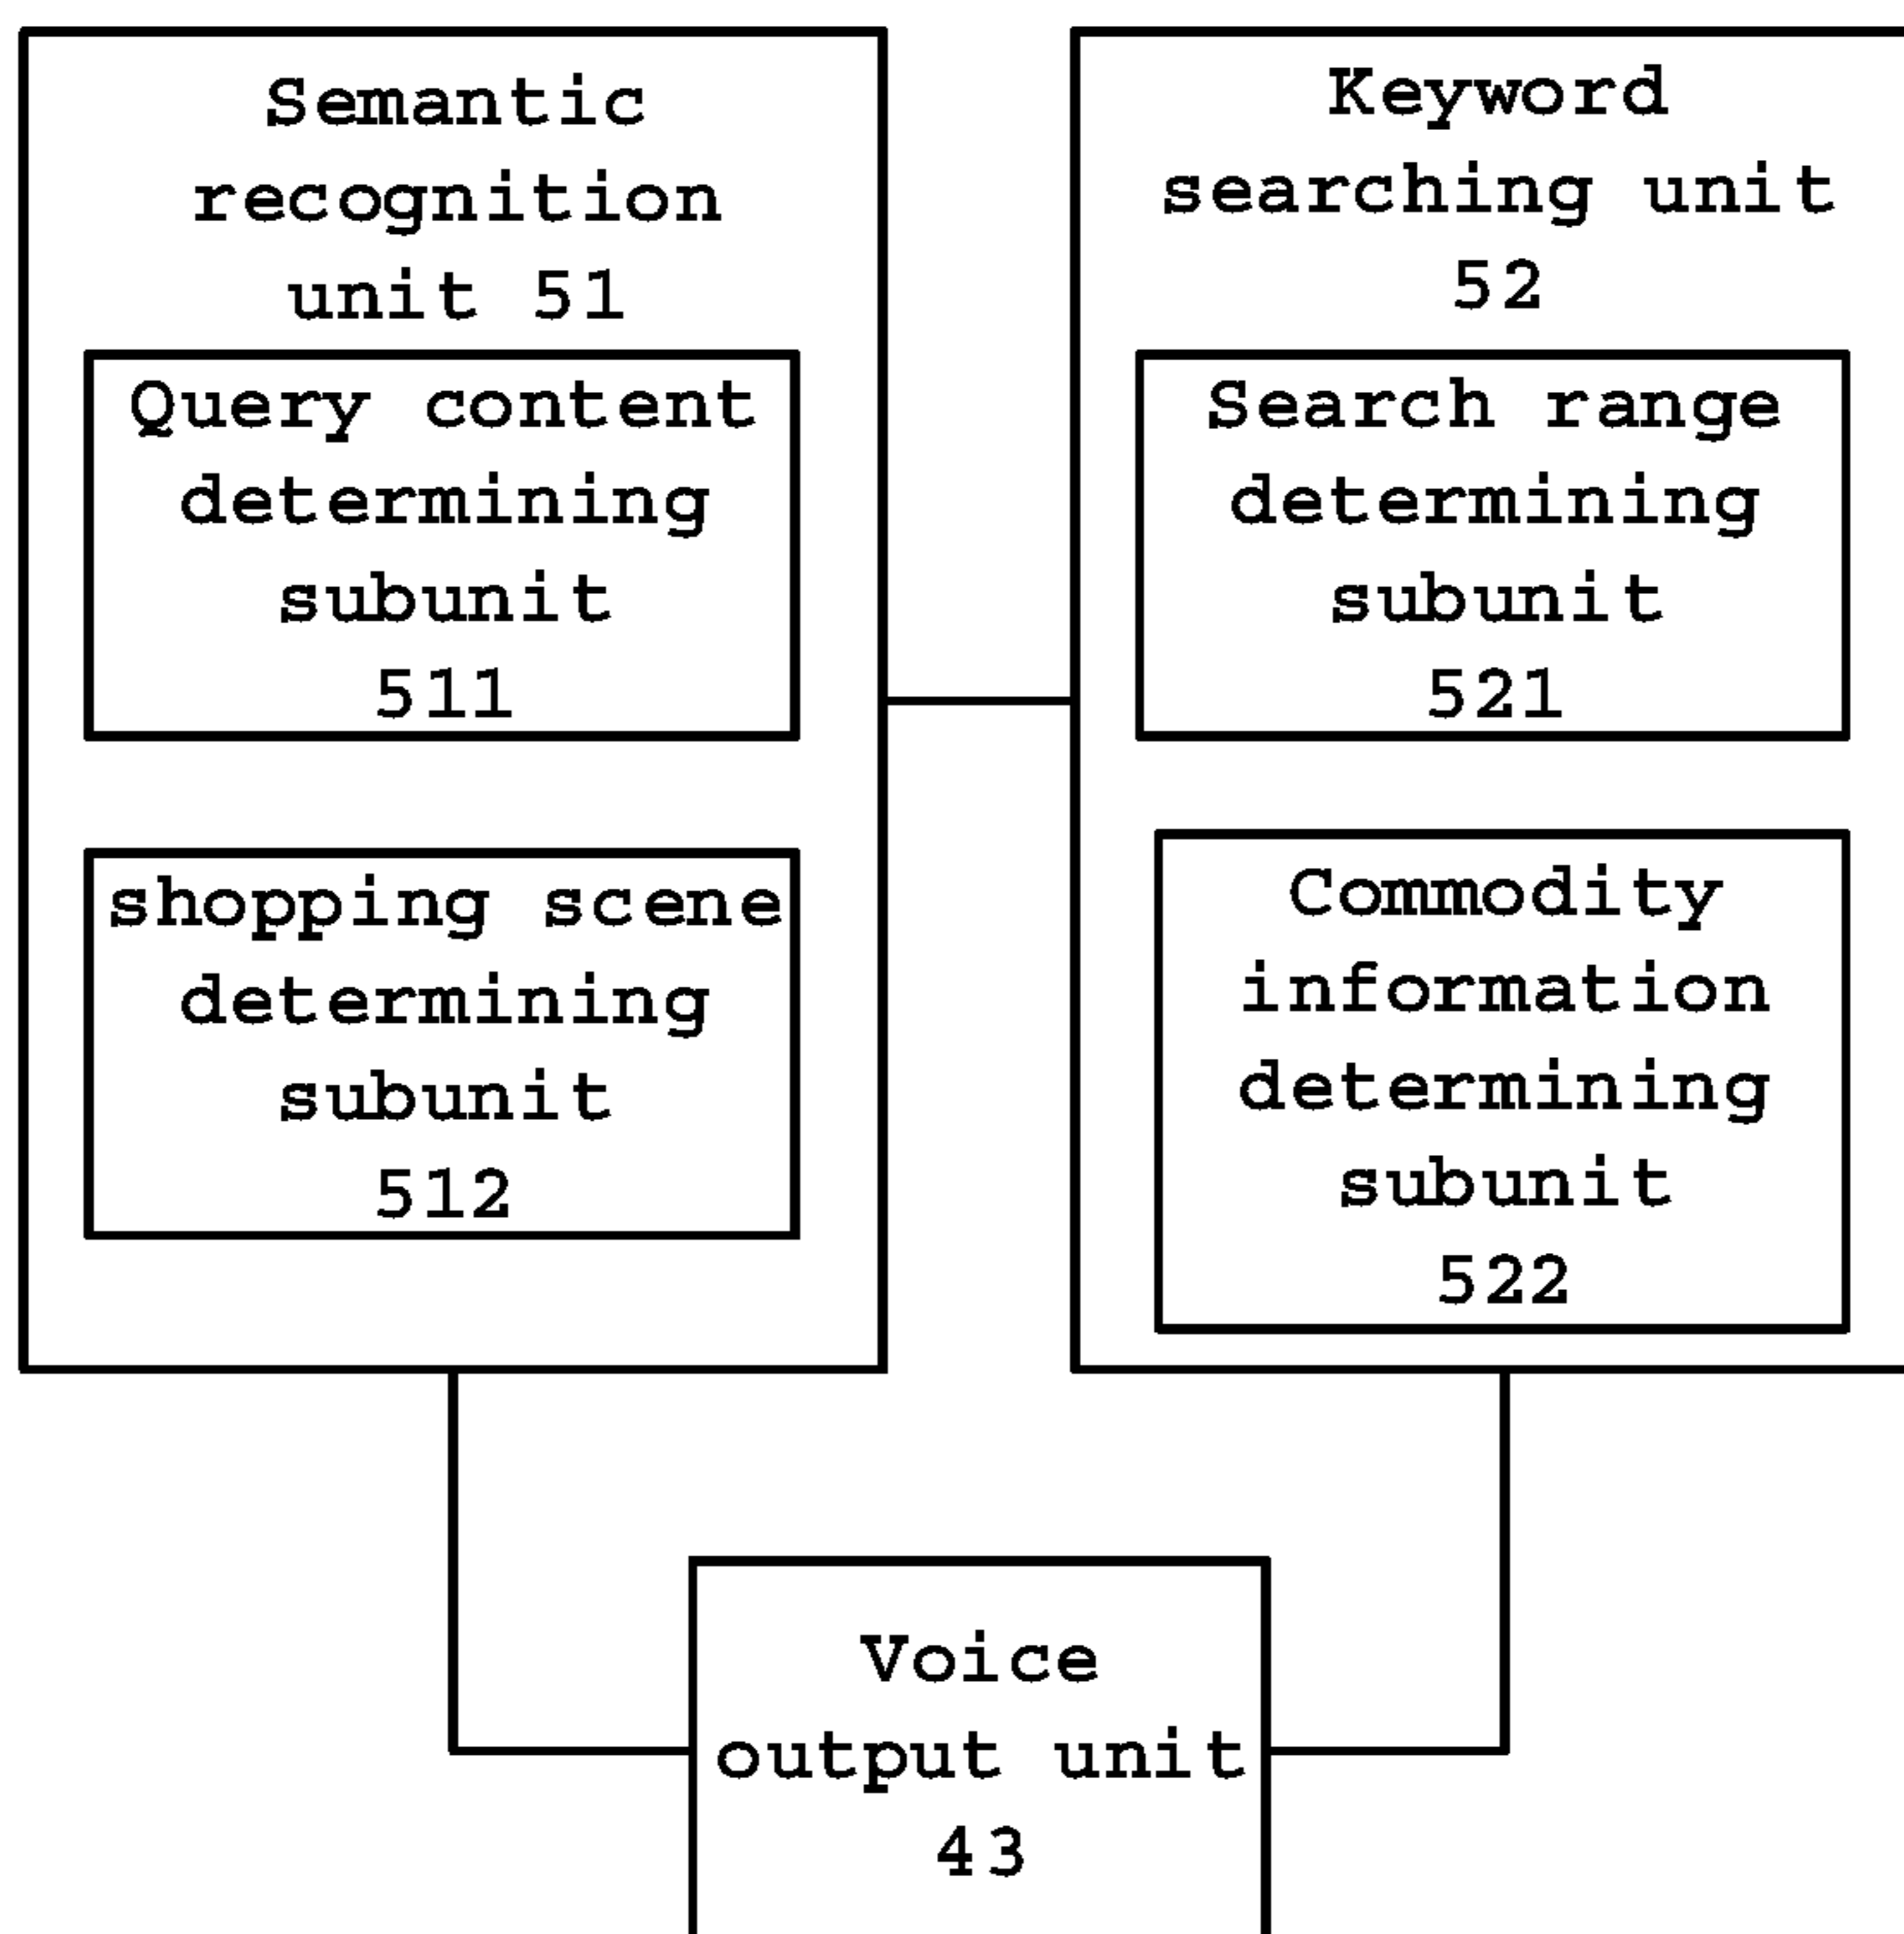 Semantic
recognition
unit 51
Query content
determining
subunit
511
shopping scene
determining
subunit
512
Keyword
searching unit
52
Search range
determining
subunit
521
Commodity
information
determining
subunit
522
Voice
output unit
43